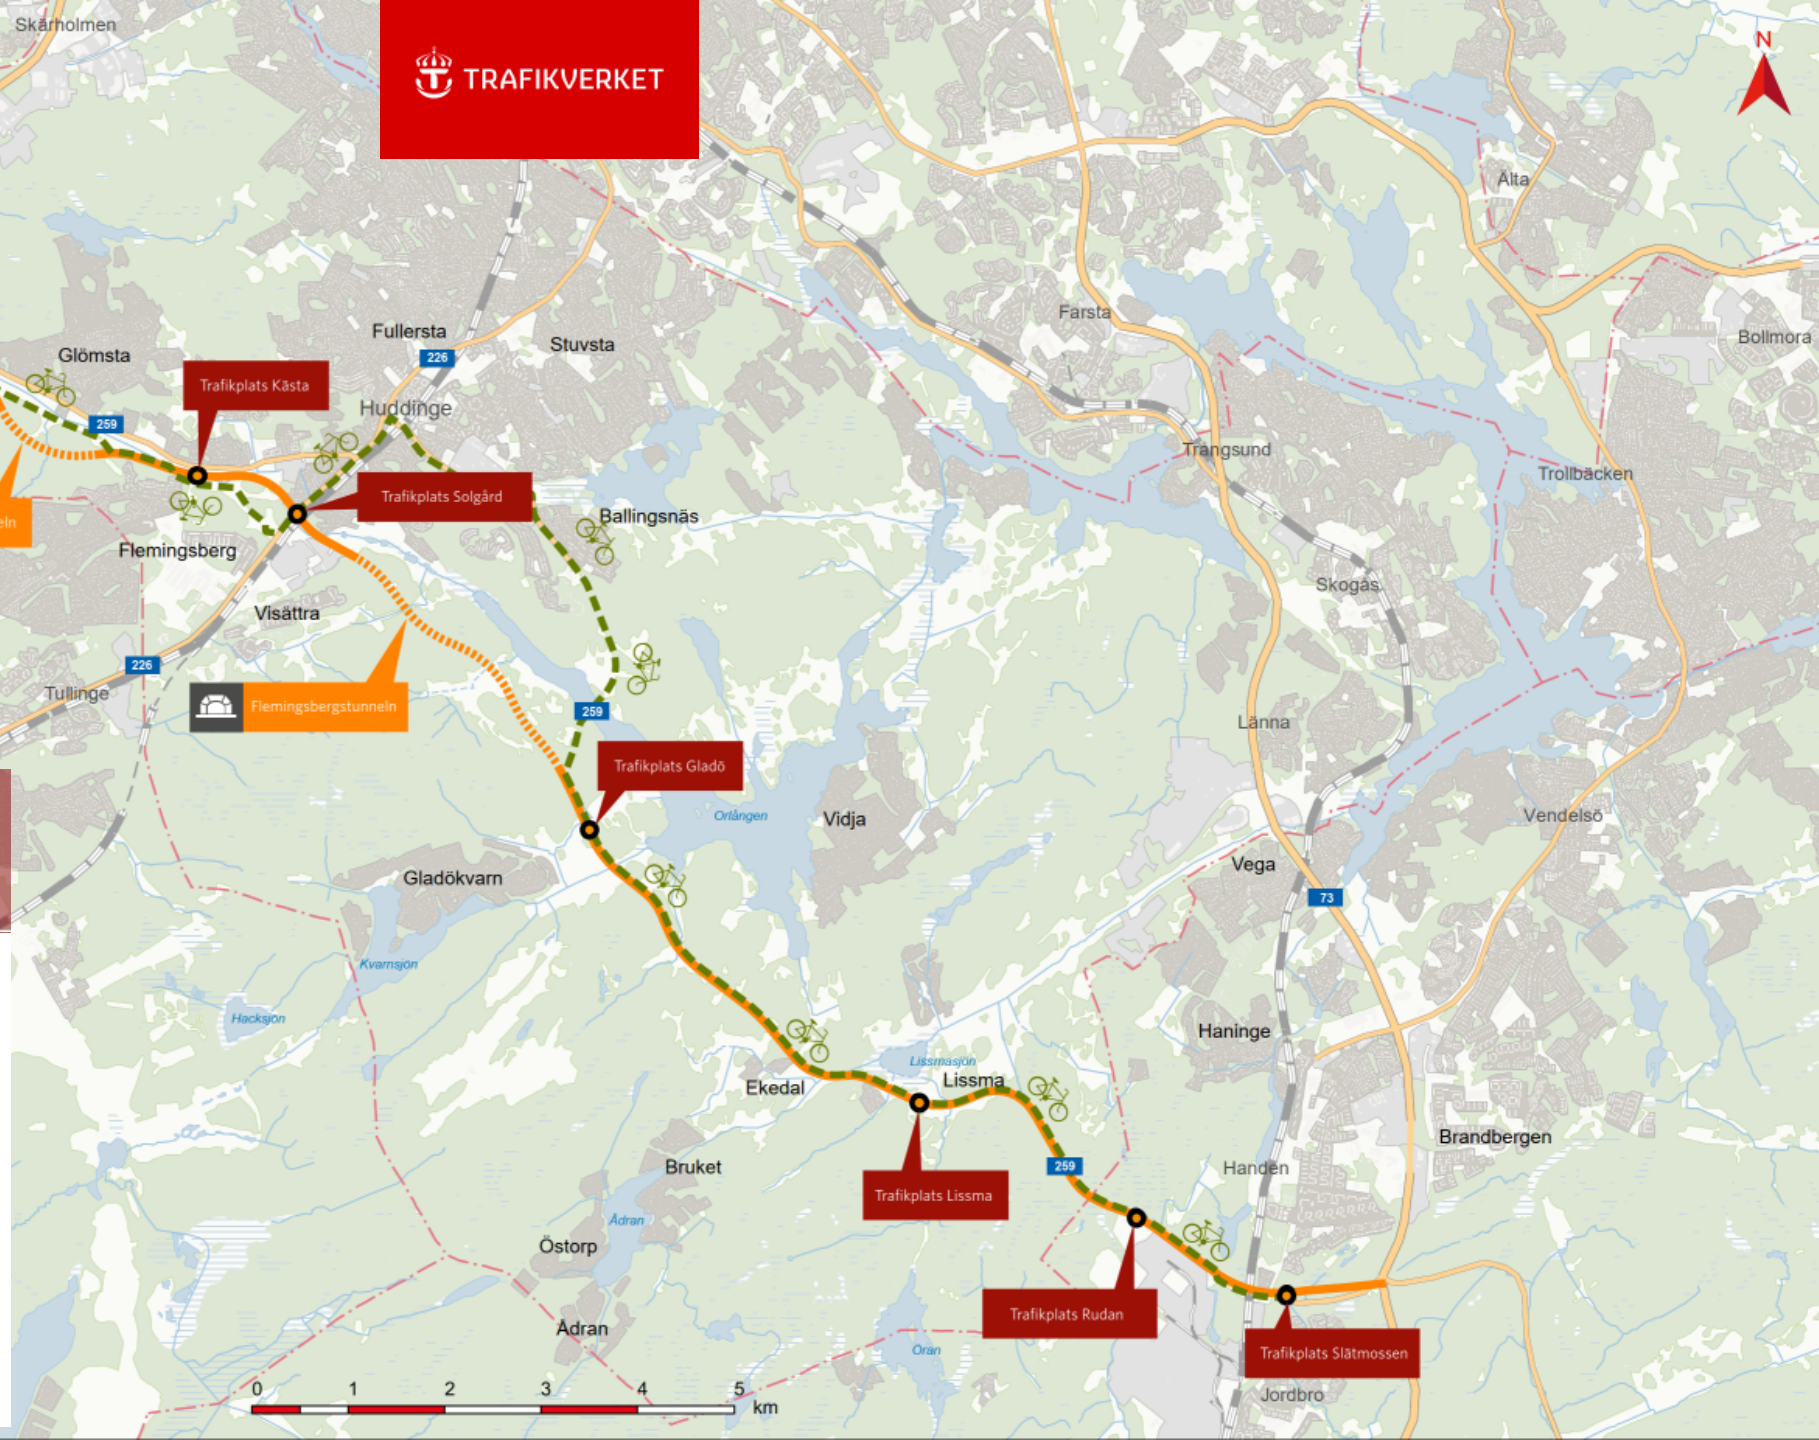 Skärholmen
TRAFIKVERKET
N
Älta
Farsta
Fullersta
Bollmora
Stuvsta
226
Glömsta
Trafikplats Kästa
Huddinge
259
Trångsund
Trollbäcken
Trafikplats Solgård
Ballingsnäs
eln
Flemingsberg
Skogås
Visättra
226
Tullinge
Flemingsbergstunneln
259
Länna
Trafikplats Gladö
Orlången
Vidja
Vendelsö
Vega
Gladökvarn
73
Kvarnsjön
Hacksjön
Haninge
Lissmasjön
Lissma
Ekedal
Brandbergen
Bruket
259
Handen
Trafikplats Lissma
Ådran
Östorp
Trafikplats Rudan
Ådran
Oran
Trafikplats Slätmossen
Jordbro
0 1 2 3 4 5
km